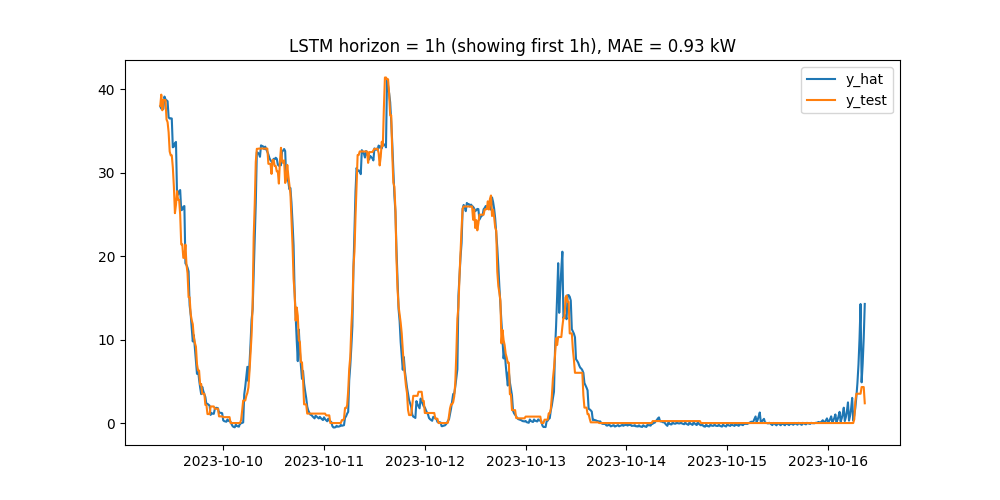 LSTM horizon = 1h (showing first 1h), MAE = 0.93 kW
y_hat
y_test
40
30
20
10
0
2023-10-10 2023-10-11 2023-10-12 2023-10-13 2023-10-14 2023-10-15 2023-10-16